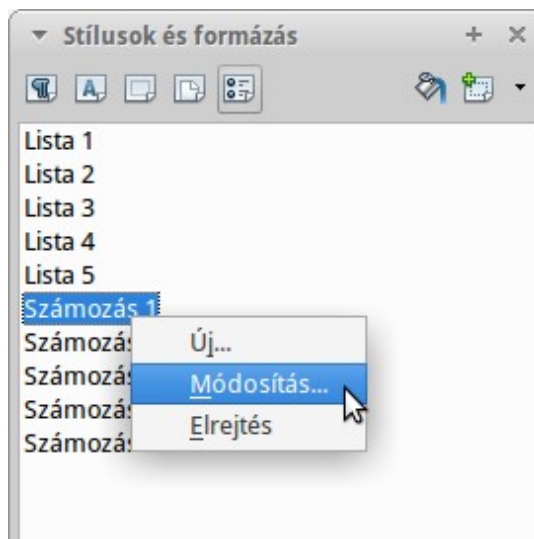 Stílusok és formázás
Lista 1
Lista 2
Lista 3
Lista 4
Lista 5
Számozás 1
Új...
Módosítás...
Elrejtés